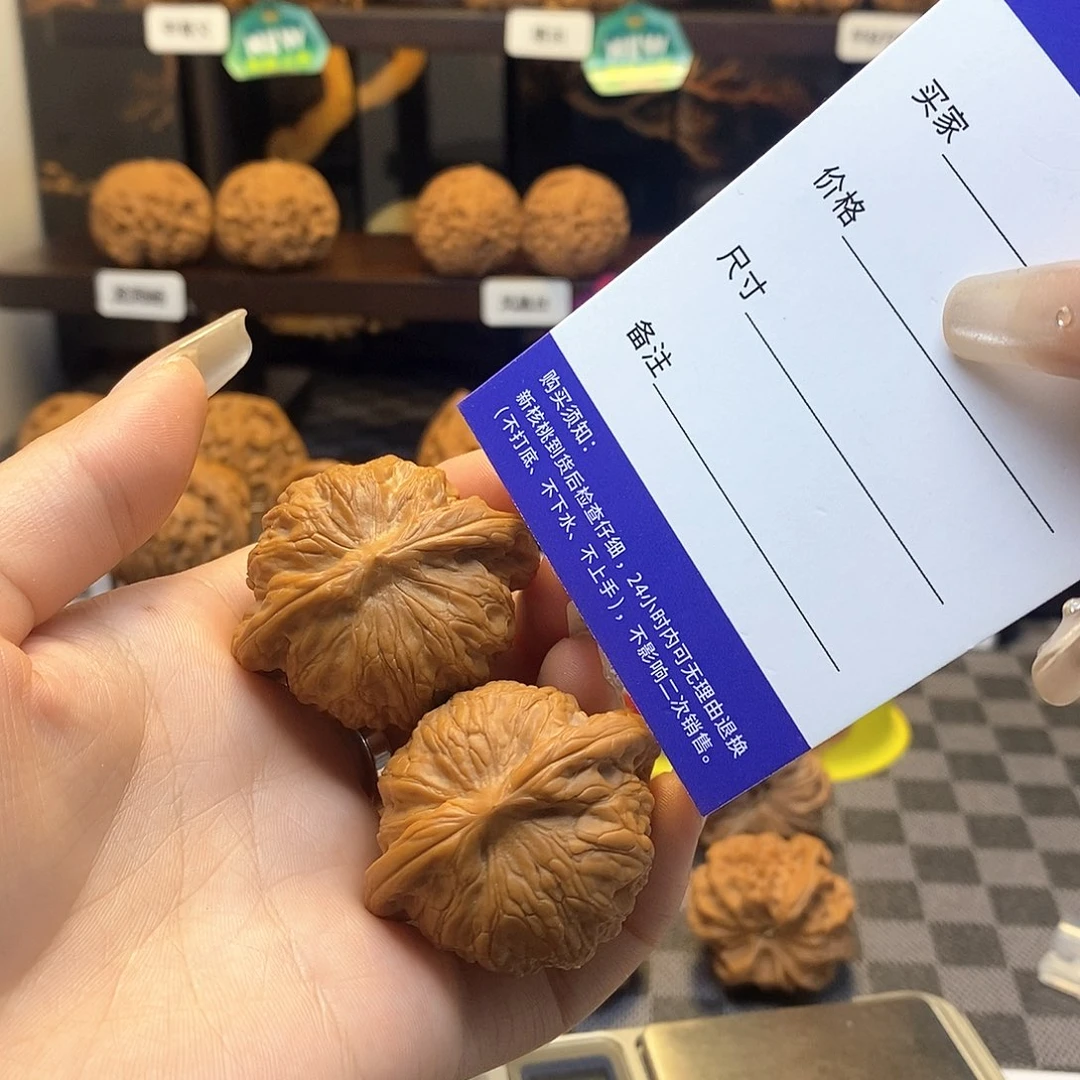 NEW
NEW
买家
价格
尺寸
备注
购买须知：
新核桃到货后检查仔细，24小时内可无理由退换
（不打底、不下水、不上手），不影响二次销售。